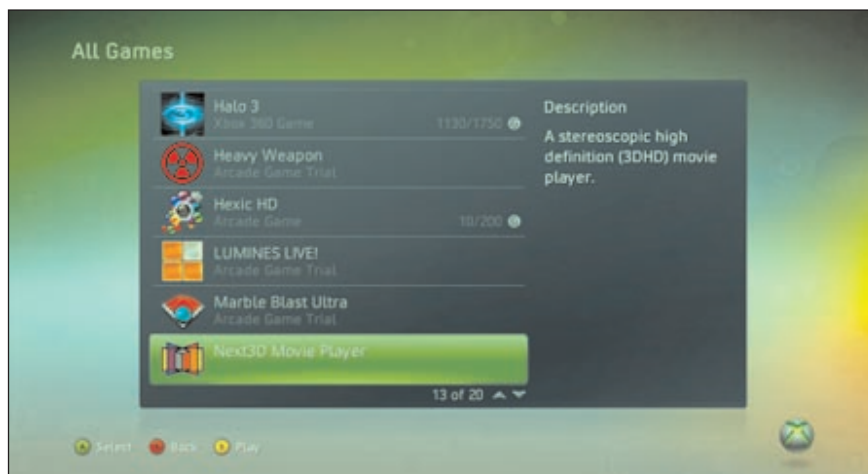 All Games
Halo 3
Xbox 360 Game 1130/1750 G
Heavy Weapon
Arcade Game Trial
Hexic HD
Arcade Game 10/200 G
LUMINES LIVE!
Arcade Game Trial
Marble Blast Ultra
Arcade Game Trial
Next3D Movie Player
13 of 20
Description
A stereoscopic high
definition (3DHD) movie
player.
A Select B Back Y Play